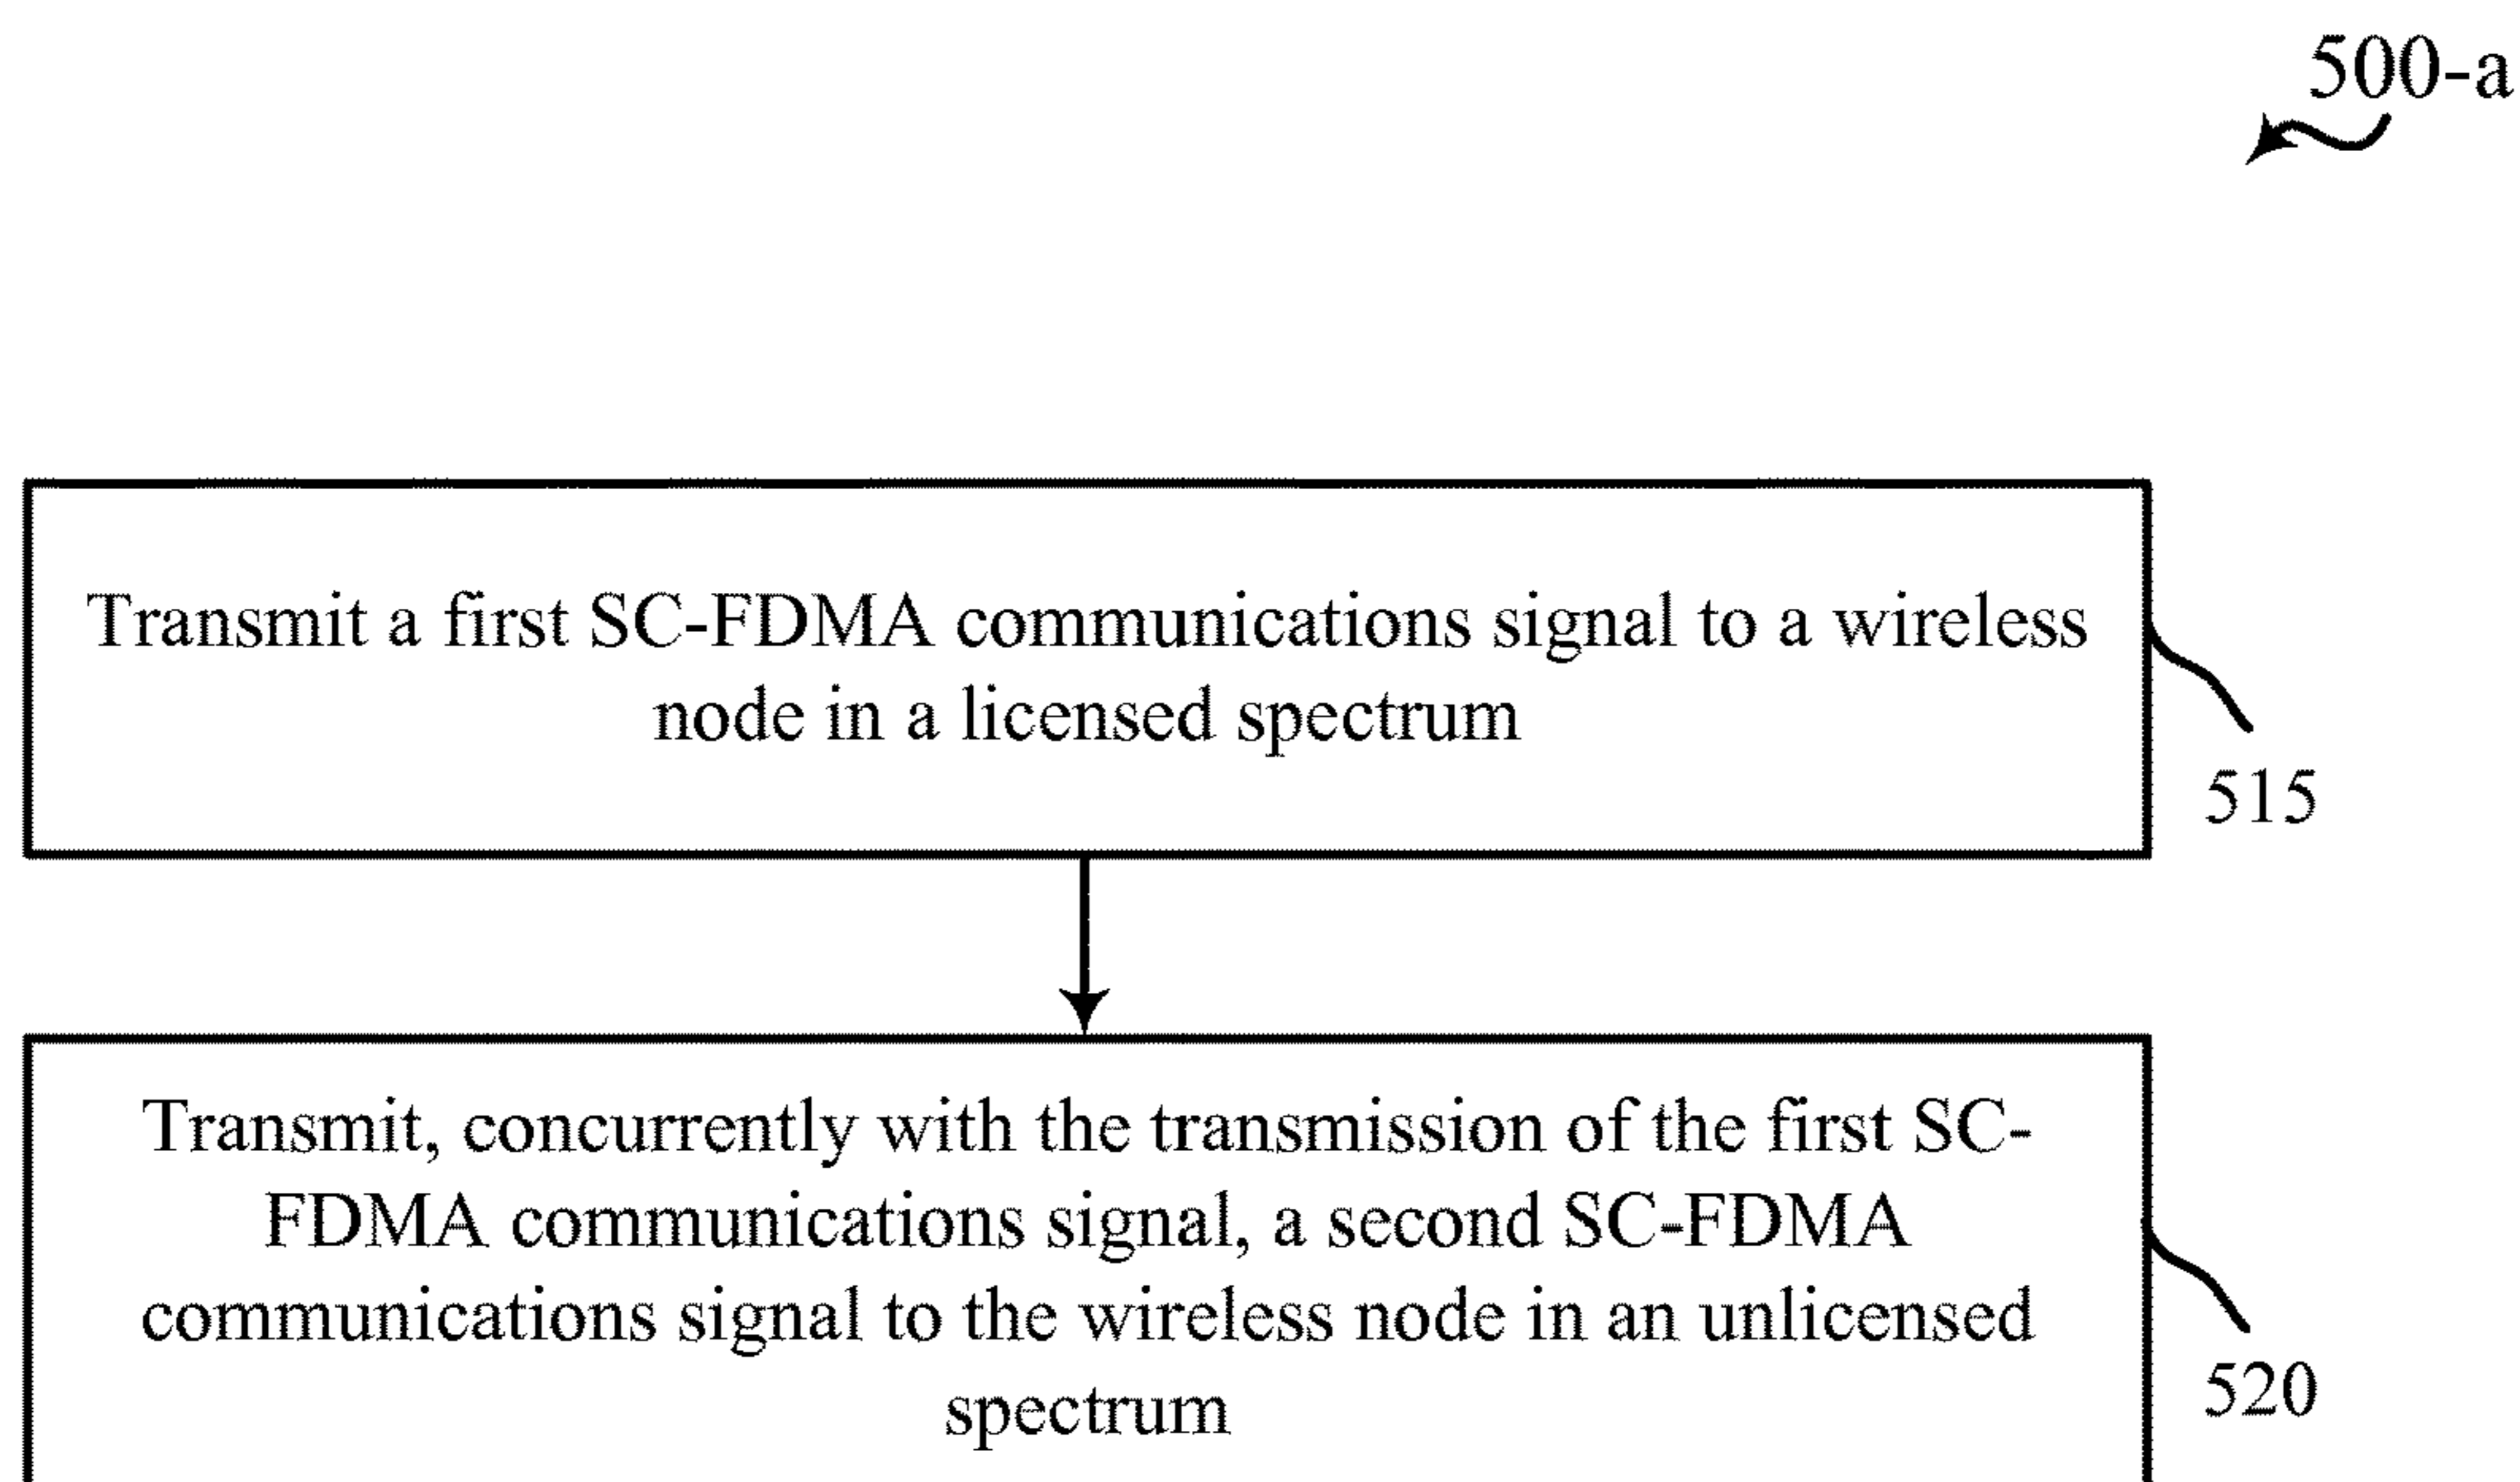 500-a
Transmit a first SC-FDMA communications signal to a wireless
node in a licensed spectrum
515
Transmit, concurrently with the transmission of the first SC-
FDMA communications signal, a second SC-FDMA
communications signal to the wireless node in an unlicensed
spectrum
520